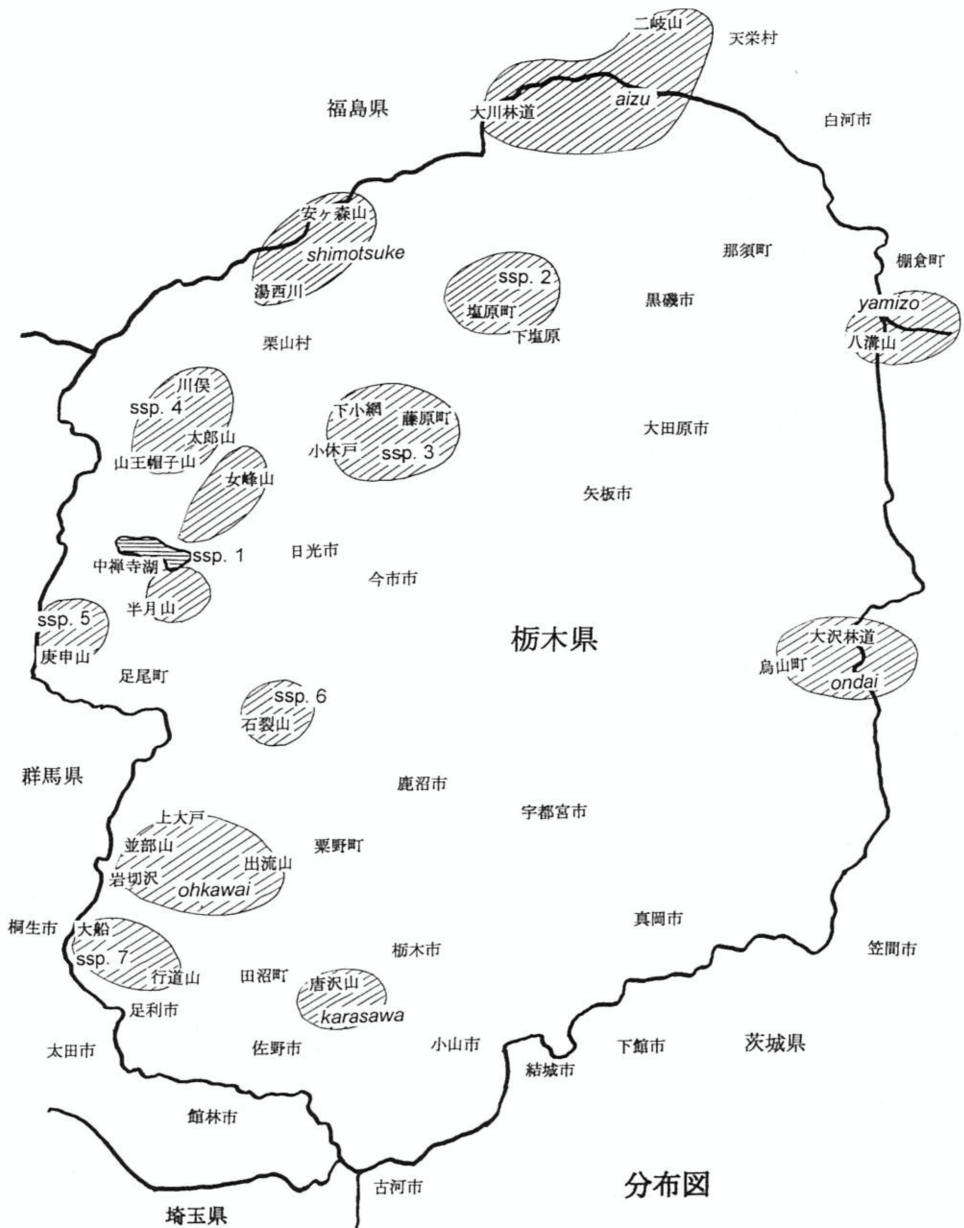 二岐山
天栄村
福島県
大川林道
aizu
白河市
安ヶ森山
shimotsuke
湯西川
那須町
棚倉町
ssp. 2
塩原町
下塩原
黒磯市
yamizo
八溝山
栗山村
川俣
ssp. 4
太郎山
山王帽子山
下小網
藤原町
小休戸
ssp. 3
大田原市
女峰山
矢板市
中禅寺湖
ssp. 1
日光市
今市市
半月山
ssp. 5
庚申山
足尾町
栃木県
大沢林道
烏山町
ondai
ssp. 6
石裂山
群馬県
鹿沼市
宇都宮市
上大戸
並部山
岩切沢
出流山
ohkawai
粟野町
桐生市
大船
ssp. 7
行道山
足利市
田沼町
栃木市
唐沢山
karasawa
真岡市
笠間市
太田市
佐野市
小山市
結城市
下館市
茨城県
館林市
古河市
埼玉県
分布図